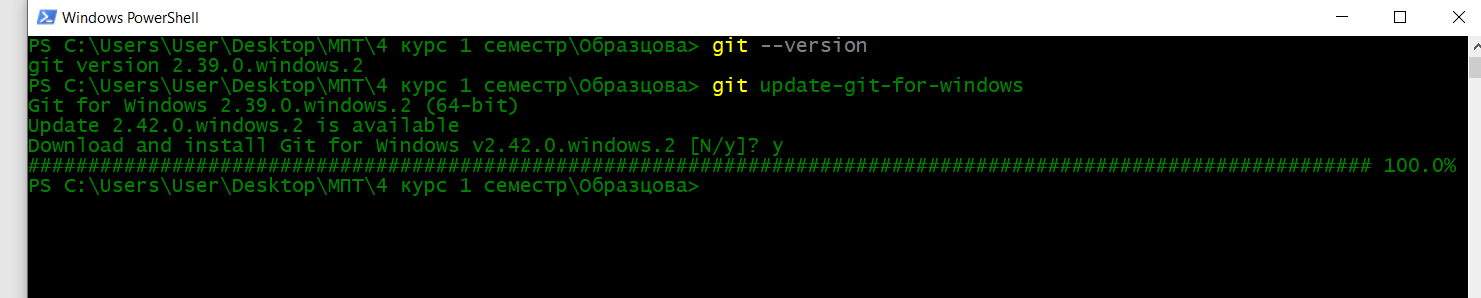 Windows PowerShell
PS C:\Users\User\Desktop\МПТ\4 курс 1 семестр\Образцова> git --version
git version 2.39.0.windows.2
PS C:\Users\User\Desktop\МПТ\4 курс 1 семестр\Образцова> git update-git-for-windows
Git for Windows 2.39.0.windows.2 (64-bit)
Update 2.42.0.windows.2 is available
Download and install Git for Windows v2.42.0.windows.2 [N/y]? y
################################################################################################################# 100.0%
PS C:\Users\User\Desktop\МПТ\4 курс 1 семестр\Образцова>